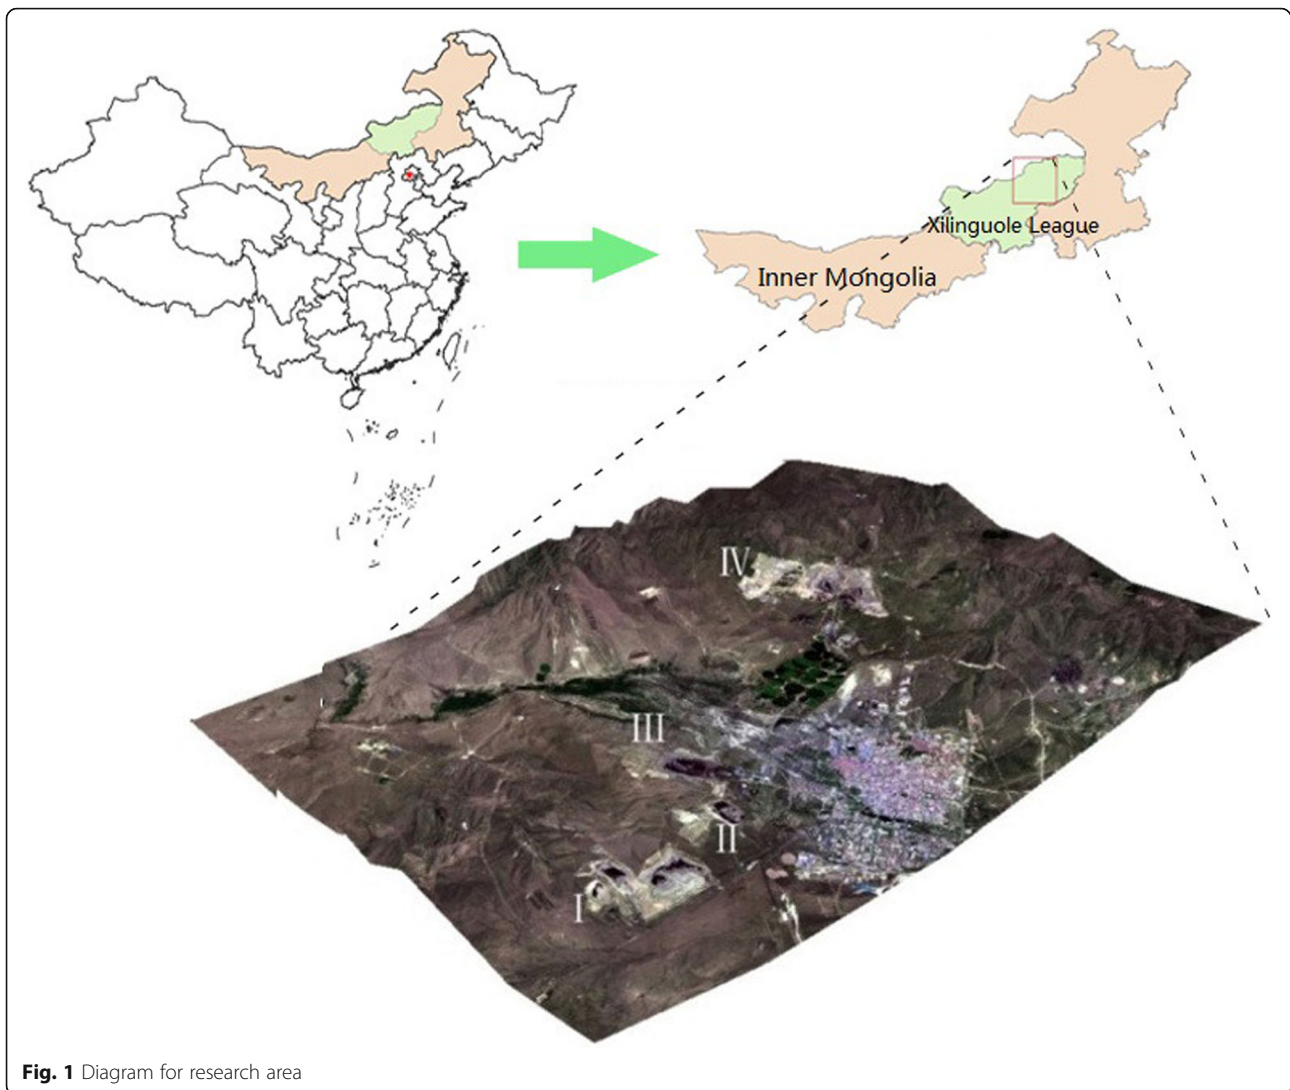 Xilinguole League
Inner Mongolia
IV
III
II
I
Fig. 1 Diagram for research area